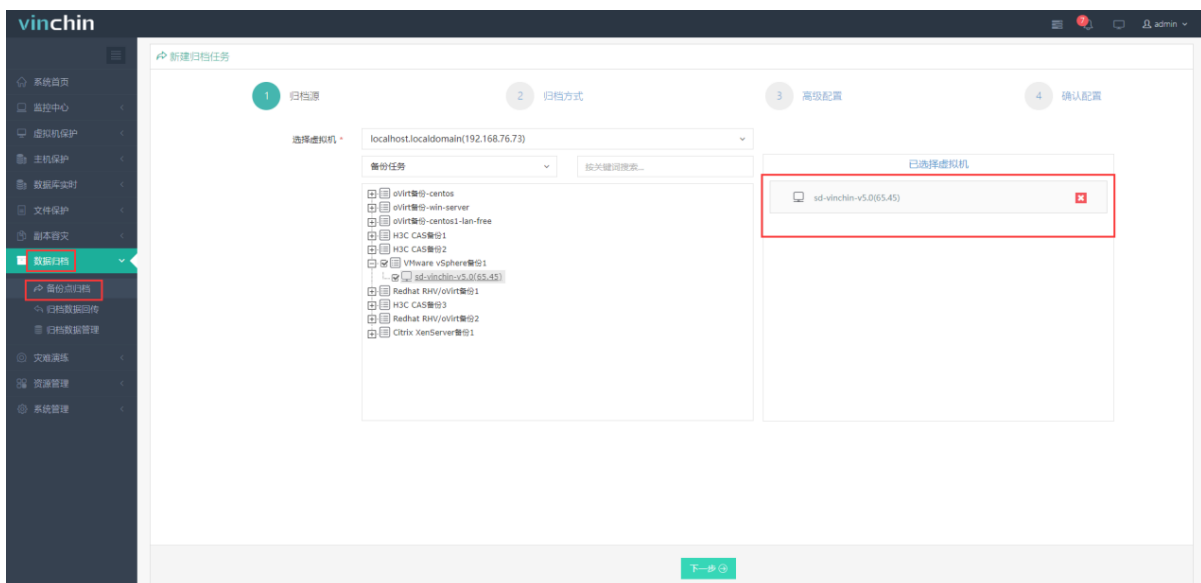 vinchin
7
admin
新建归档任务
系统首页
监控中心
虚拟机保护
主机保护
数据库实时
文件保护
副本容灾
数据归档
备份点归档
归档数据回传
归档数据管理
灾难演练
资源管理
系统管理
1 归档源
2 归档方式
3 高级配置
4 确认配置
选择虚拟机 *
localhost.localdomain(192.168.76.73)
备份任务
按关键词搜索...
oVirt备份-centos
oVirt备份-win-server
oVirt备份-centos1-lan-free
H3C CAS备份1
H3C CAS备份2
VMware vSphere备份1
sd-vinchin-v5.0(65.45)
Redhat RHV/oVirt备份1
H3C CAS备份3
Redhat RHV/oVirt备份2
Citrix XenServer备份1
已选择虚拟机
sd-vinchin-v5.0(65.45)
下一步